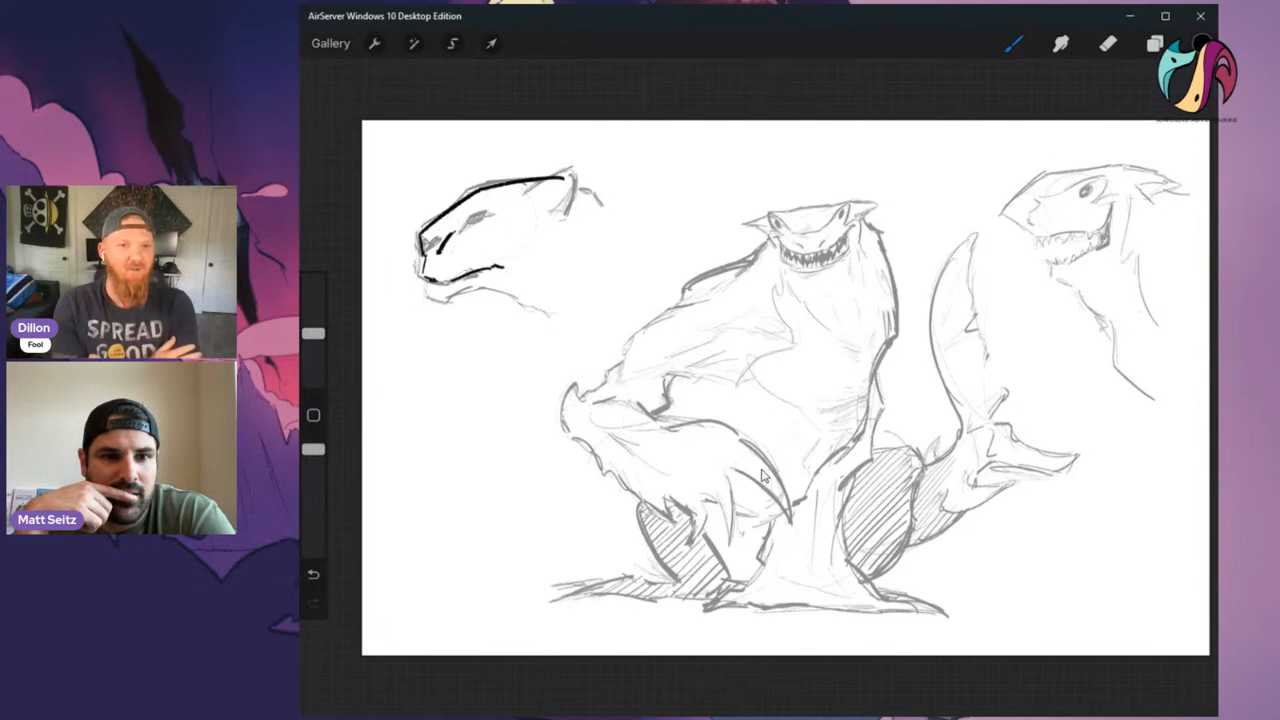 AirServer Windows 10 Desktop Edition
Gallery
Dillon
Fool
SPREAD
GOOD
Matt Seitz